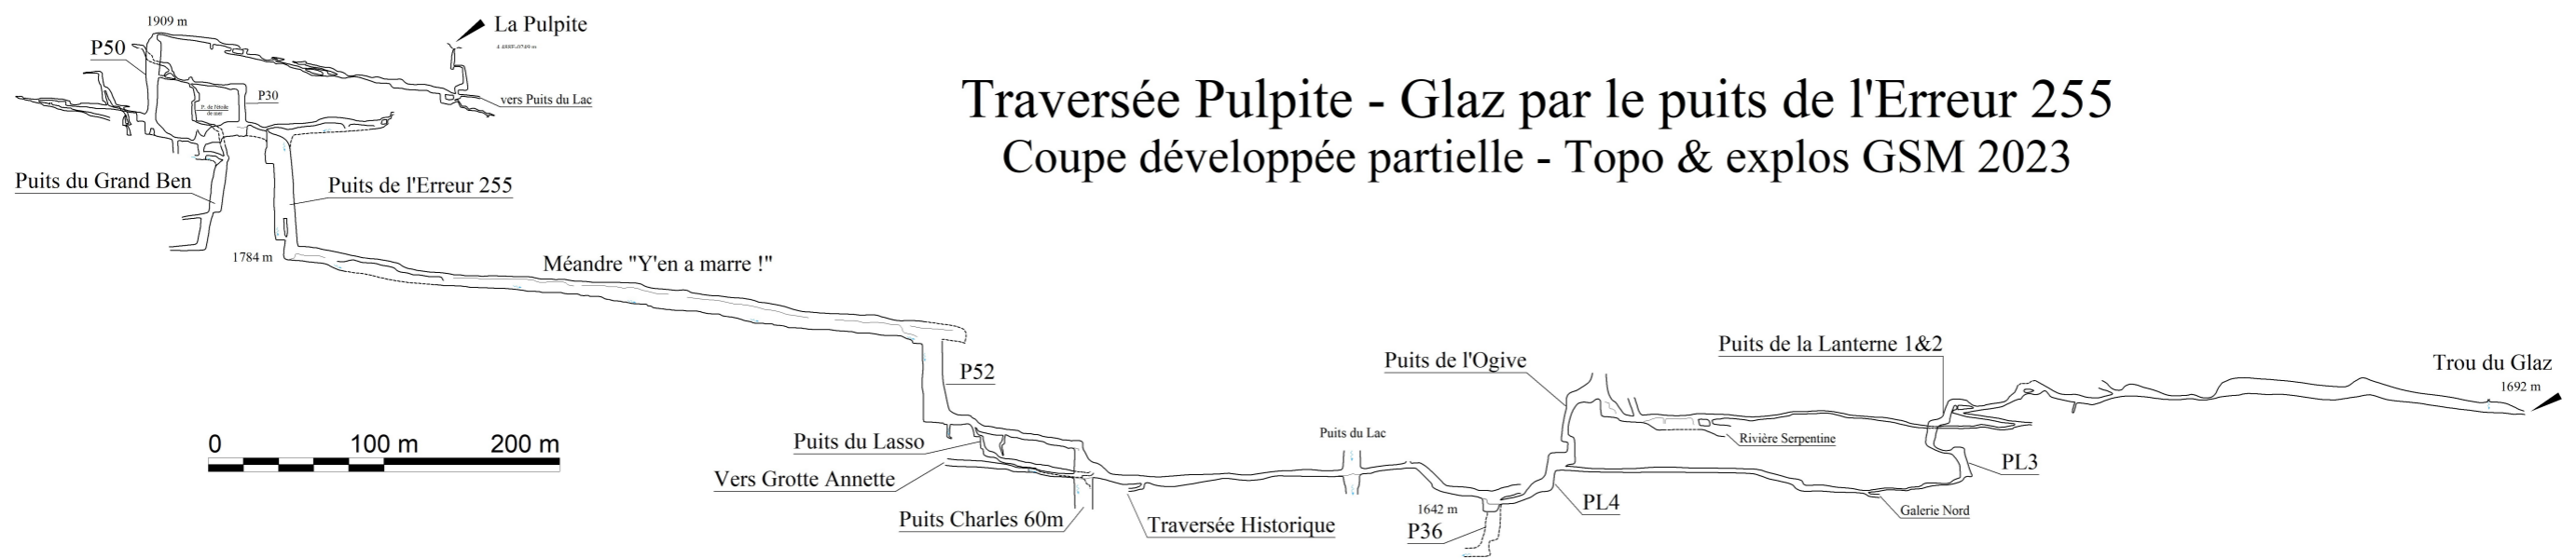 1909 m
La Pulpite
P50
P30
P. de l'étoile
de mer
vers Puits du Lac
Traversée Pulpite - Glaz par le puits de l'Erreur 255
Coupe développée partielle - Topo & explos GSM 2023
Puits du Grand Ben
Puits de l'Erreur 255
1784 m
Méandre "Y'en a marre !"
Puits de la Lanterne 1&2
Puits de l'Ogive
Trou du Glaz
1692 m
P52
0 100 m 200 m
Puits du Lasso
Puits du Lac
Rivière Serpentine
Vers Grotte Annette
PL3
Puits Charles 60m
Traversée Historique
1642 m
P36
PL4
Galerie Nord